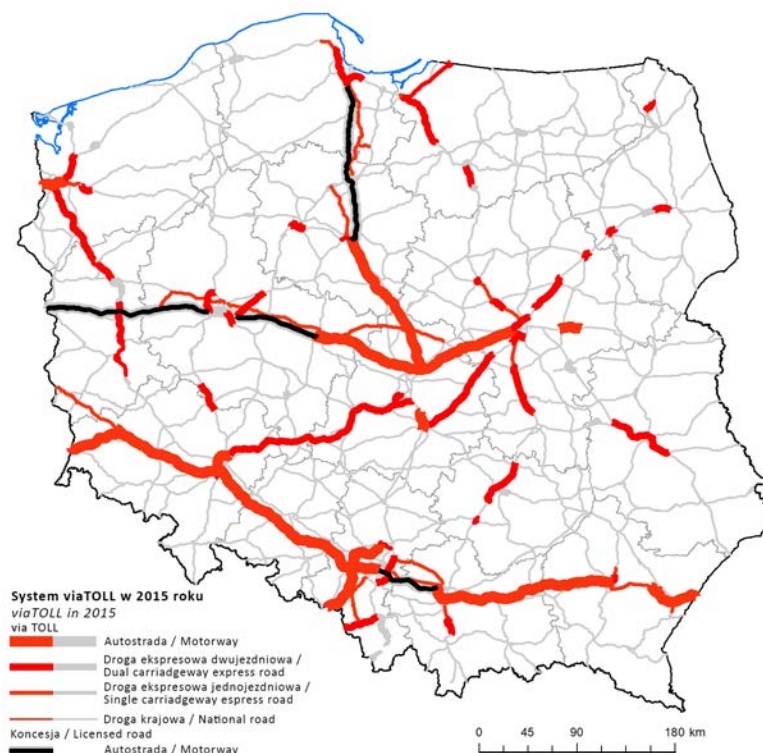 System viaTOLL w 2015 roku
viaTOLL in 2015
via TOLL
Autostrada / Motorway
Droga ekspresowa dwujezdniowa /
Dual carriadgeway express road
Droga ekspresowa jednojezdniowa /
Single carriadgeway espress road
Droga krajowa / National road
Koncesja / Licensed road
Autostrada / Motorway
0 45 90 180 km